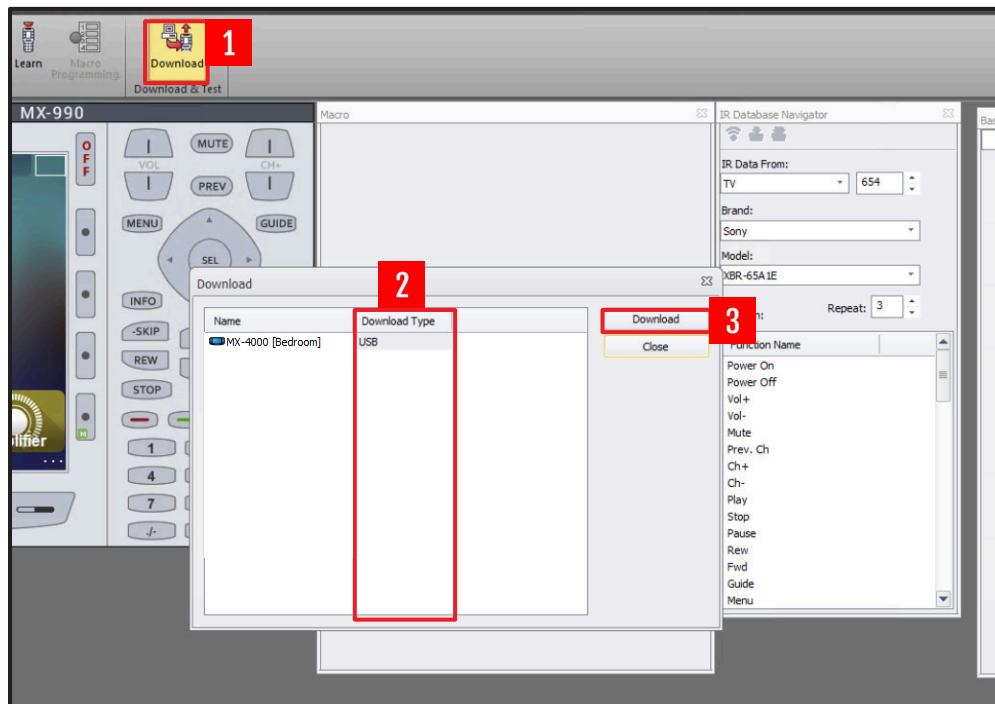 Learn
Macro
Programming
Download
Download & Test
1
MX-990
OFF
MUTE
VOL
CH+
PREV
MENU
GUIDE
SEL
INFO
-SKIP
REW
STOP
M
1
4
7
./-
...
Macro
IR Database Navigator
IR Data From:
TV
654
Brand:
Sony
Model:
XBR-65A1E
Repeat: 3
Function Name
Power On
Power Off
Vol+
Vol-
Mute
Prev. Ch
Ch+
Ch-
Play
Stop
Pause
Rew
Fwd
Guide
Menu
Download
2
Name
Download Type
MX-4000 [Bedroom]
USB
Download
3
Close